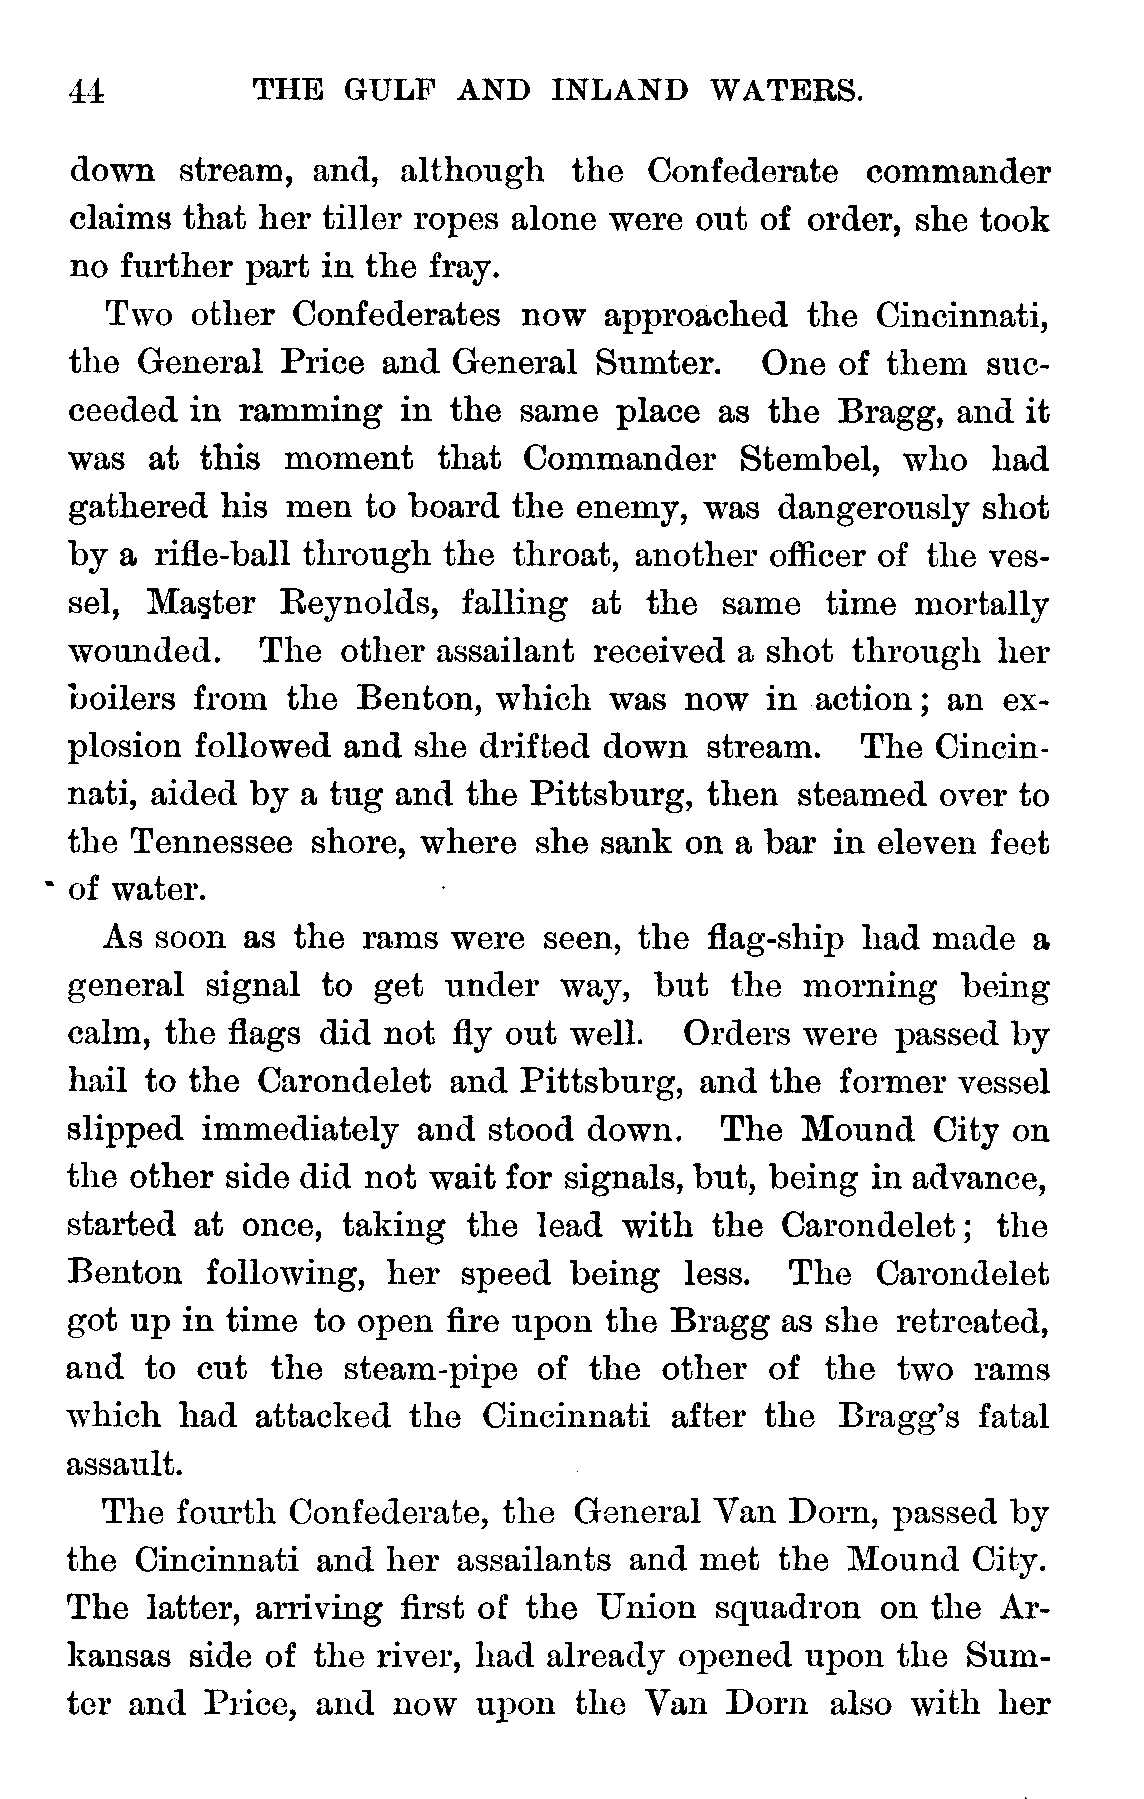 44 THE GULF AND INLAND WATERS.
down stream, and, although the Confederate commander
claims that her tiller ropes alone were out of order, she took
no further part in the fray.
Two other Confederates now approached the Cincinnati,
the General Price and General Sumter. One of them suc-
ceeded in ramming in the same place as the Bragg, and it
was at this moment that Commander Stembel, who had
gathered his men to board the enemy, was dangerously shot
by a rifle-ball through the throat, another officer of the ves-
sel, Master Reynolds, falling at the same time mortally
wounded. The other assailant received a shot through her
boilers from the Benton, which was now in action; an ex-
plosion followed and she drifted down stream. The Cincin-
nati, aided by a tug and the Pittsburg, then steamed over to
the Tennessee shore, where she sank on a bar in eleven feet
of water.
As soon as the rams were seen, the flag-ship had made a
general signal to get under way, but the morning being
calm, the flags did not fly out well. Orders were passed by
hail to the Carondelet and Pittsburg, and the former vessel
slipped immediately and stood down. The Mound City on
the other side did not wait for signals, but, being in advance,
started at once, taking the lead with the Carondelet; the
Benton following, her speed being less. The Carondelet
got up in time to open fire upon the Bragg as she retreated,
and to cut the steam-pipe of the other of the two rams
which had attacked the Cincinnati after the Bragg's fatal
assault.
The fourth Confederate, the General Van Dorn, passed by
the Cincinnati and her assailants and met the Mound City.
The latter, arriving first of the Union squadron on the Ar-
kansas side of the river, had already opened upon the Sum-
ter and Price, and now upon the Van Dorn also with her